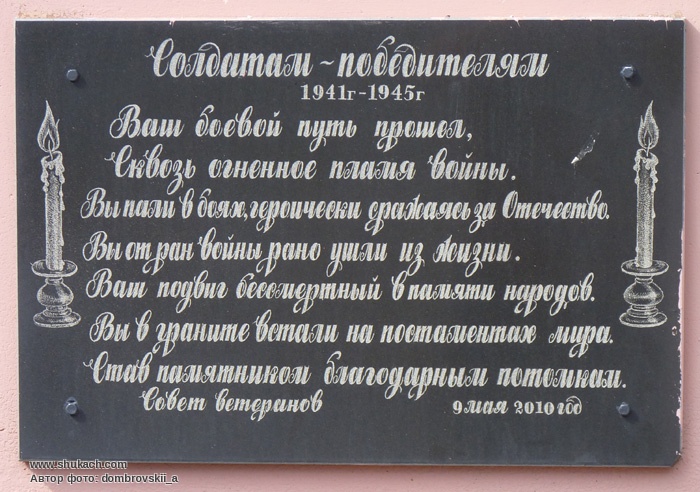 Солдатам - победителям
1941г-1945г
Ваш боевой путь прошел,
Сквозь огненное пламя войны.
Вы пали в боях, героически сражаясь за Отечество.
Вы от ран войны рано ушли из жизни.
Ваш подвиг бессмертный в памяти народов.
Вы в граните встали на постаментах мира.
Став памятником благодарным потомкам.
Совет ветеранов 9 мая 2010 год
www.shukach.com
Автор фото: dombrovskii_a